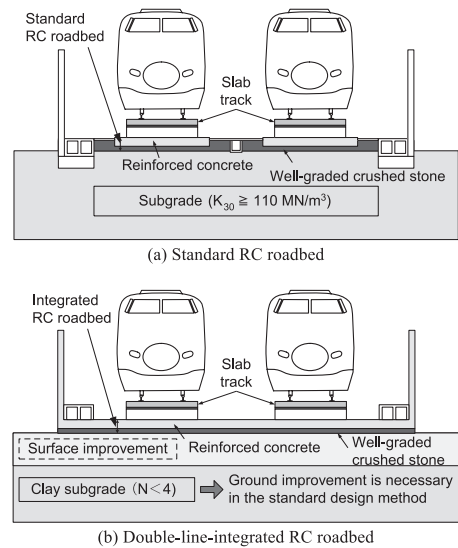 Standard
RC roadbed
Slab
track
Reinforced concrete
Well-graded crushed stone
Subgrade (K30 ≧ 110 MN/m³)
(a) Standard RC roadbed
Integrated
RC roadbed
Slab
track
Surface improvement
Reinforced concrete
Well-graded
crushed stone
Clay subgrade (N<4)
Ground improvement is necessary
in the standard design method
(b) Double-line-integrated RC roadbed